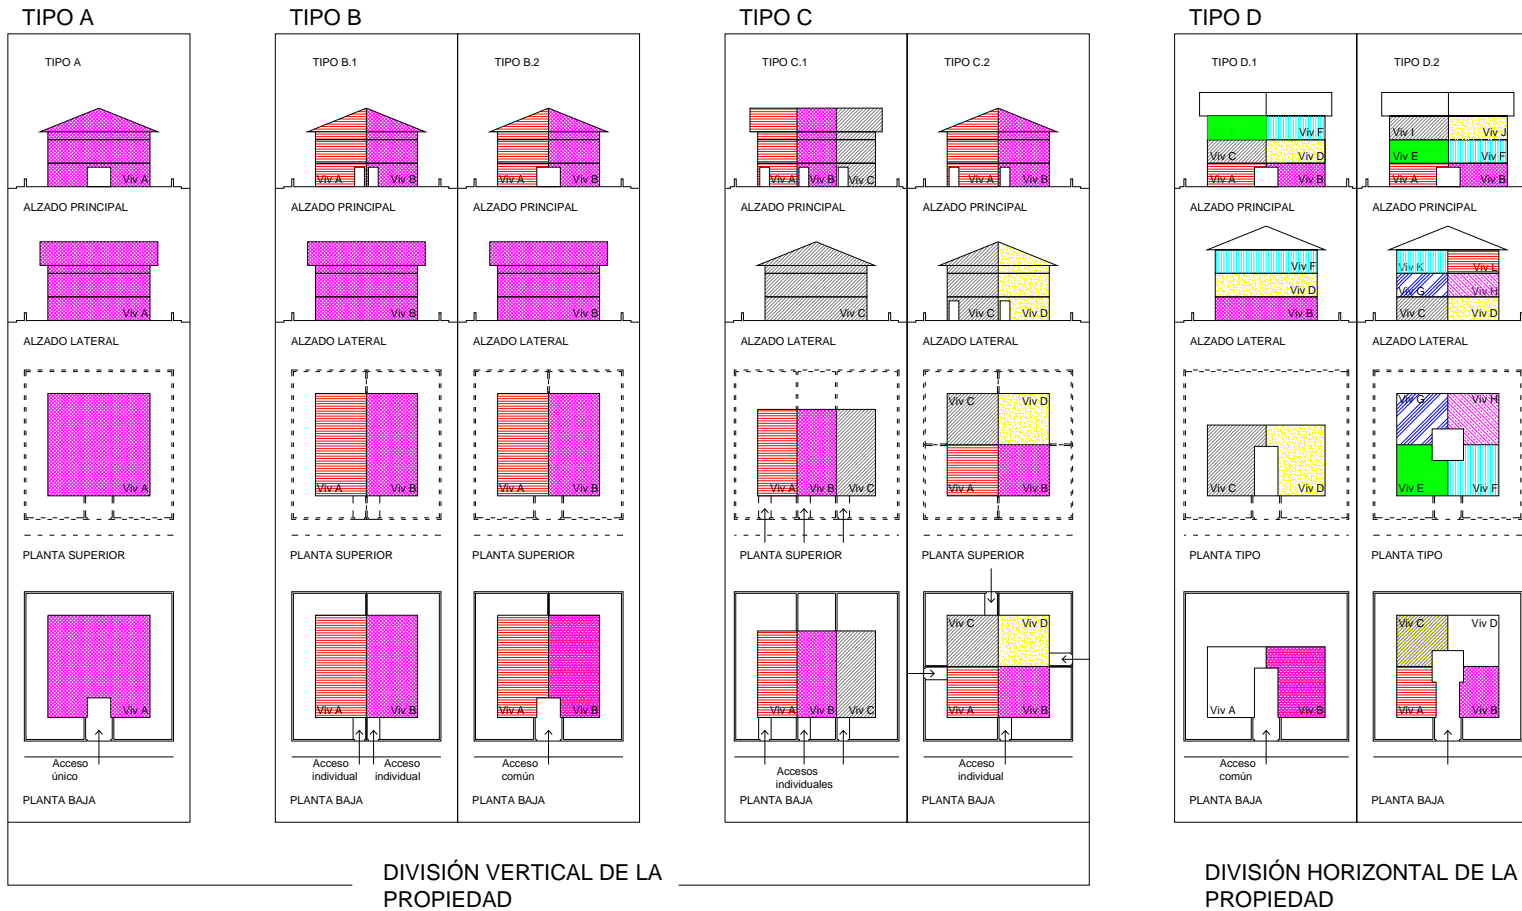 TIPO A
TIPO B
TIPO C
TIPO D
TIPO A
TIPO B.1
TIPO B.2
TIPO C.1
TIPO C.2
TIPO D.1
TIPO D.2
Viv A
Viv A
Viv B
Viv A
Viv B
Viv A
Viv B
Viv C
Viv A
Viv B
Viv F
Viv C
Viv D
Viv A
Viv B
Viv I
Viv J
Viv E
Viv F
Viv A
Viv B
ALZADO PRINCIPAL
ALZADO PRINCIPAL
ALZADO PRINCIPAL
ALZADO PRINCIPAL
ALZADO PRINCIPAL
ALZADO PRINCIPAL
ALZADO PRINCIPAL
Viv A
Viv B
Viv B
Viv C
Viv C
Viv D
Viv F
Viv D
Viv B
Viv K
Viv L
Viv G
Viv H
Viv C
Viv D
ALZADO LATERAL
ALZADO LATERAL
ALZADO LATERAL
ALZADO LATERAL
ALZADO LATERAL
ALZADO LATERAL
ALZADO LATERAL
Viv A
Viv A
Viv B
Viv A
Viv B
Viv A
Viv B
Viv C
Viv C
Viv D
Viv A
Viv B
Viv C
Viv D
Viv G
Viv H
Viv E
Viv F
PLANTA SUPERIOR
PLANTA SUPERIOR
PLANTA SUPERIOR
PLANTA SUPERIOR
PLANTA SUPERIOR
PLANTA TIPO
PLANTA TIPO
Viv A
Viv A
Viv B
Viv A
Viv B
Viv A
Viv B
Viv C
Viv C
Viv D
Viv A
Viv B
Viv A
Viv B
Viv C
Viv D
Viv A
Viv B
Acceso
único
Acceso
individual
Acceso
individual
Acceso
común
Accesos
individuales
Acceso
individual
Acceso
común
PLANTA BAJA
PLANTA BAJA
PLANTA BAJA
PLANTA BAJA
PLANTA BAJA
PLANTA BAJA
PLANTA BAJA
DIVISIÓN VERTICAL DE LA
PROPIEDAD
DIVISIÓN HORIZONTAL DE LA
PROPIEDAD